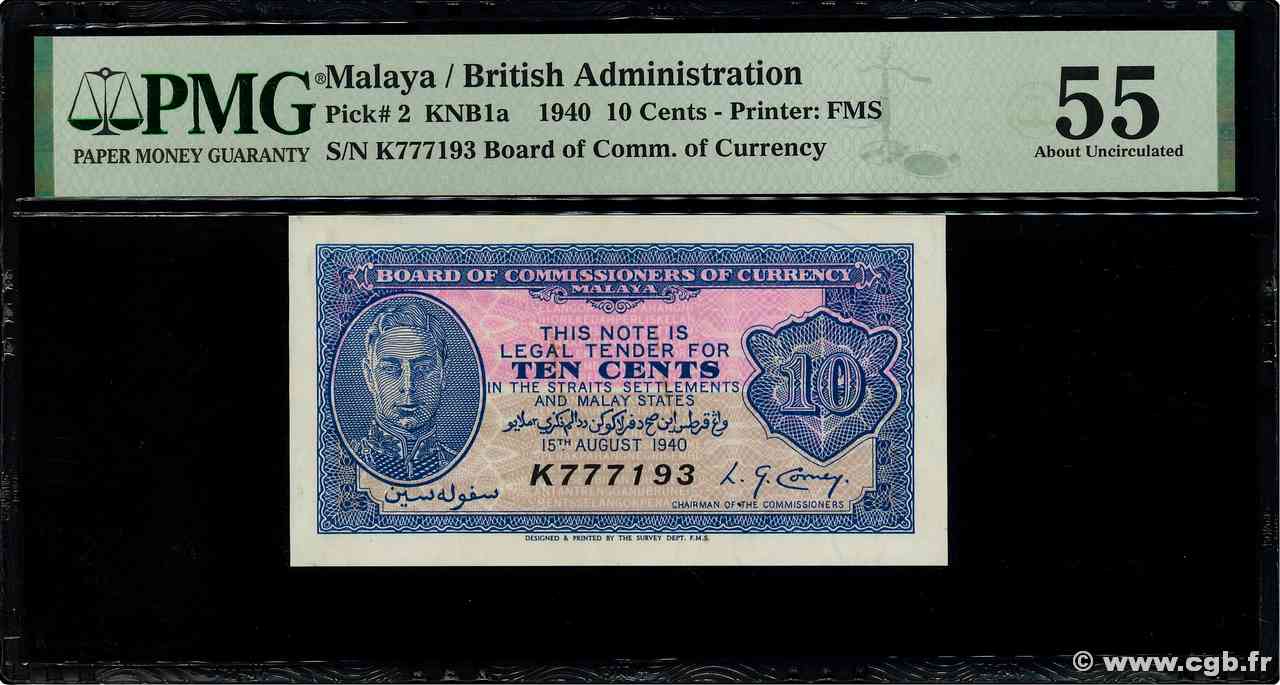 PMG® Malaya / British Administration
PAPER MONEY GUARANTY
Pick# 2 KNB1a 1940 10 Cents - Printer: FMS
S/N K777193 Board of Comm. of Currency
55
About Uncirculated
BOARD OF COMMISSIONERS OF CURRENCY
MALAYA
THIS NOTE IS
LEGAL TENDER FOR
TEN CENTS
IN THE STRAITS SETTLEMENTS
AND MALAY STATES
10
15TH AUGUST 1940
K777193
L. G. Corney.
سڤوله سين
CHAIRMAN OF THE COMMISSIONERS
DESIGNED & PRINTED BY THE SURVEY DEPT. F.M.S.
© www.cgb.fr